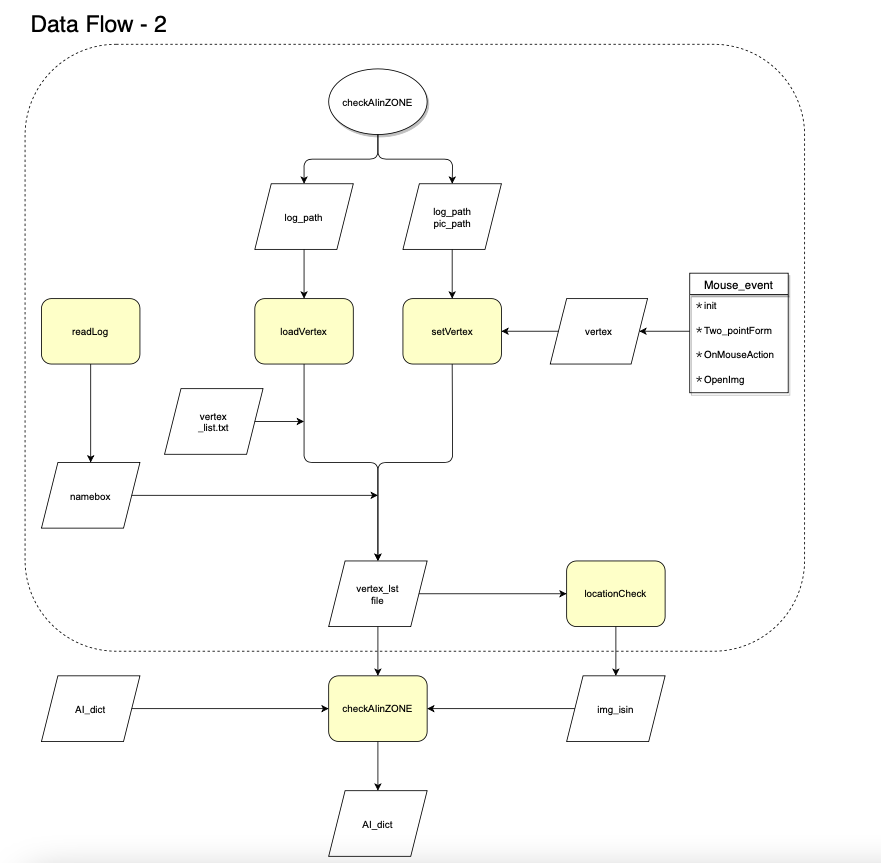 Data Flow - 2
checkAIinZONE
log_path
log_path
pic_path
Mouse_event
* init
* Two_pointForm
* OnMouseAction
* OpenImg
readLog
loadVertex
setVertex
vertex
vertex
_list.txt
namebox
vertex_lst
file
locationCheck
AI_dict
checkAIinZONE
img_isin
AI_dict